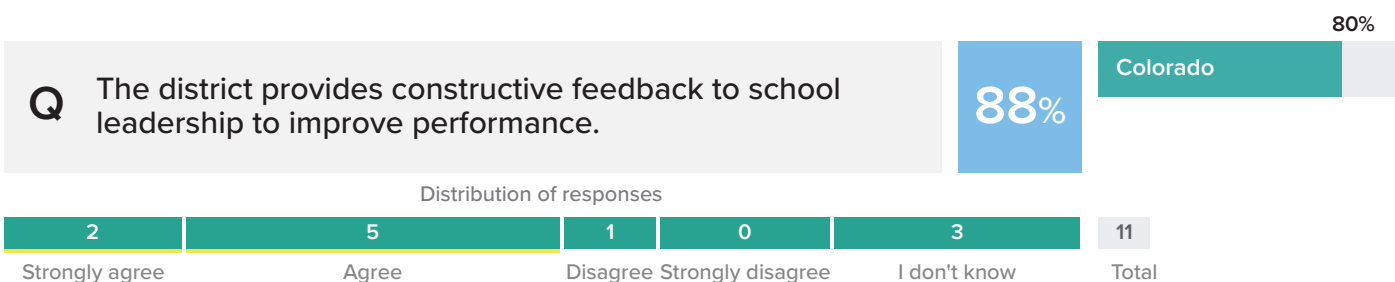 80%
Q
The district provides constructive feedback to school
leadership to improve performance.
88%
Colorado
Distribution of responses
2 5 1 0 3 11
Strongly agree Agree Disagree Strongly disagree I don't know Total